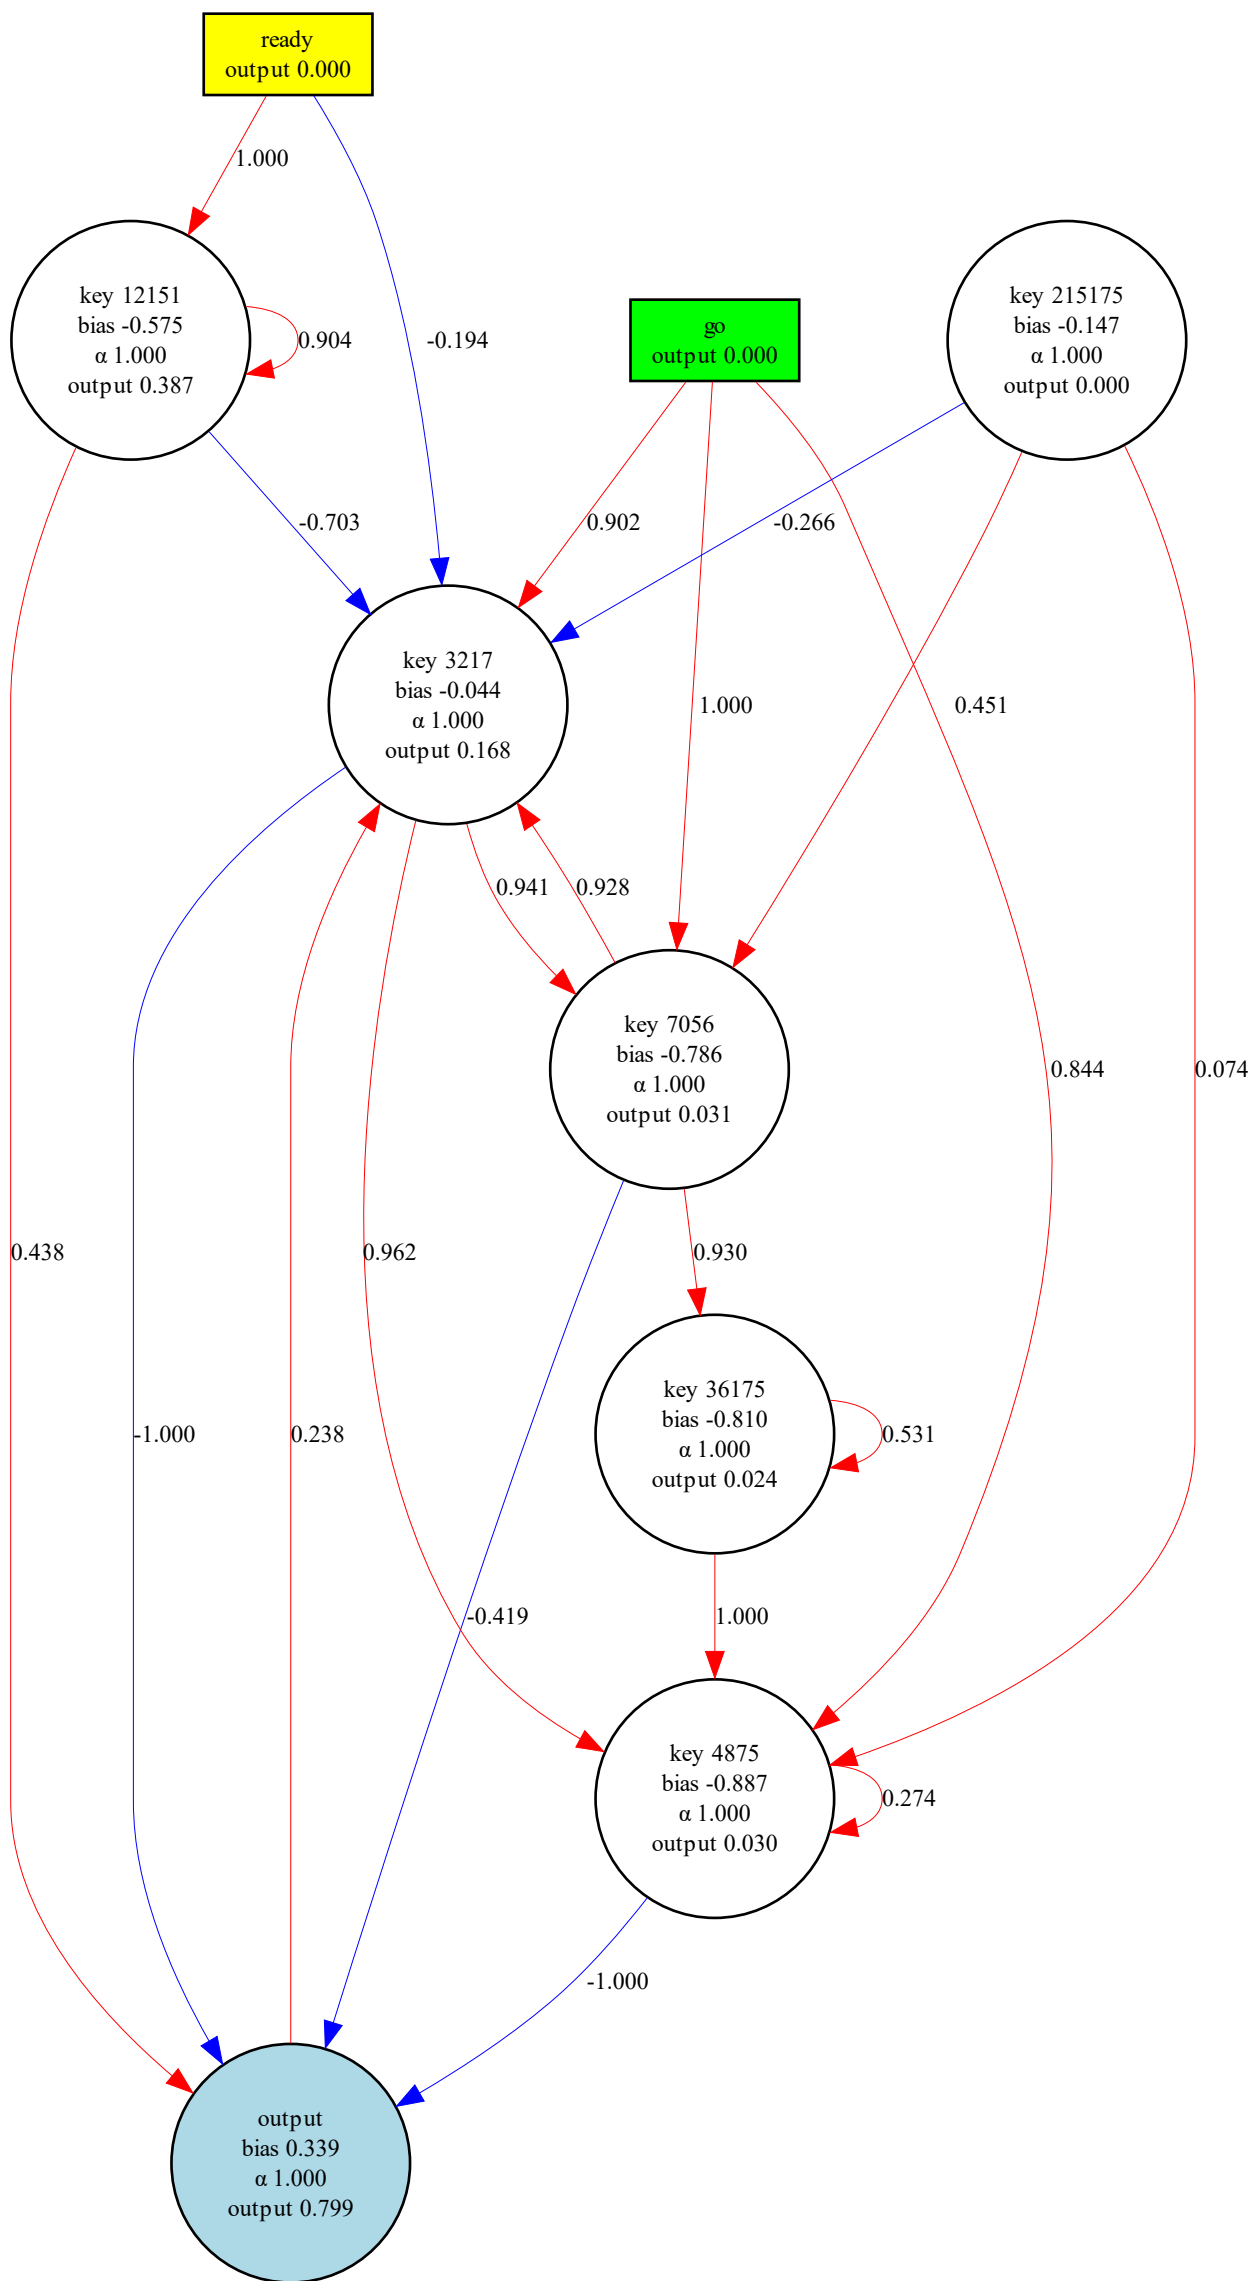 ready
output 0.000
1.000
key 12151
bias -0.575
α 1.000
output 0.387
0.904
-0.194
go
output 0.000
key 215175
bias -0.147
α 1.000
output 0.000
-0.703
0.902
-0.266
key 3217
bias -0.044
α 1.000
output 0.168
1.000
0.451
0.941
0.928
key 7056
bias -0.786
α 1.000
output 0.031
0.844
0.074
0.438
0.962
0.930
key 36175
bias -0.810
α 1.000
output 0.024
-1.000
0.238
0.531
-0.419
1.000
key 4875
bias -0.887
α 1.000
output 0.030
0.274
-1.000
output
bias 0.339
α 1.000
output 0.799